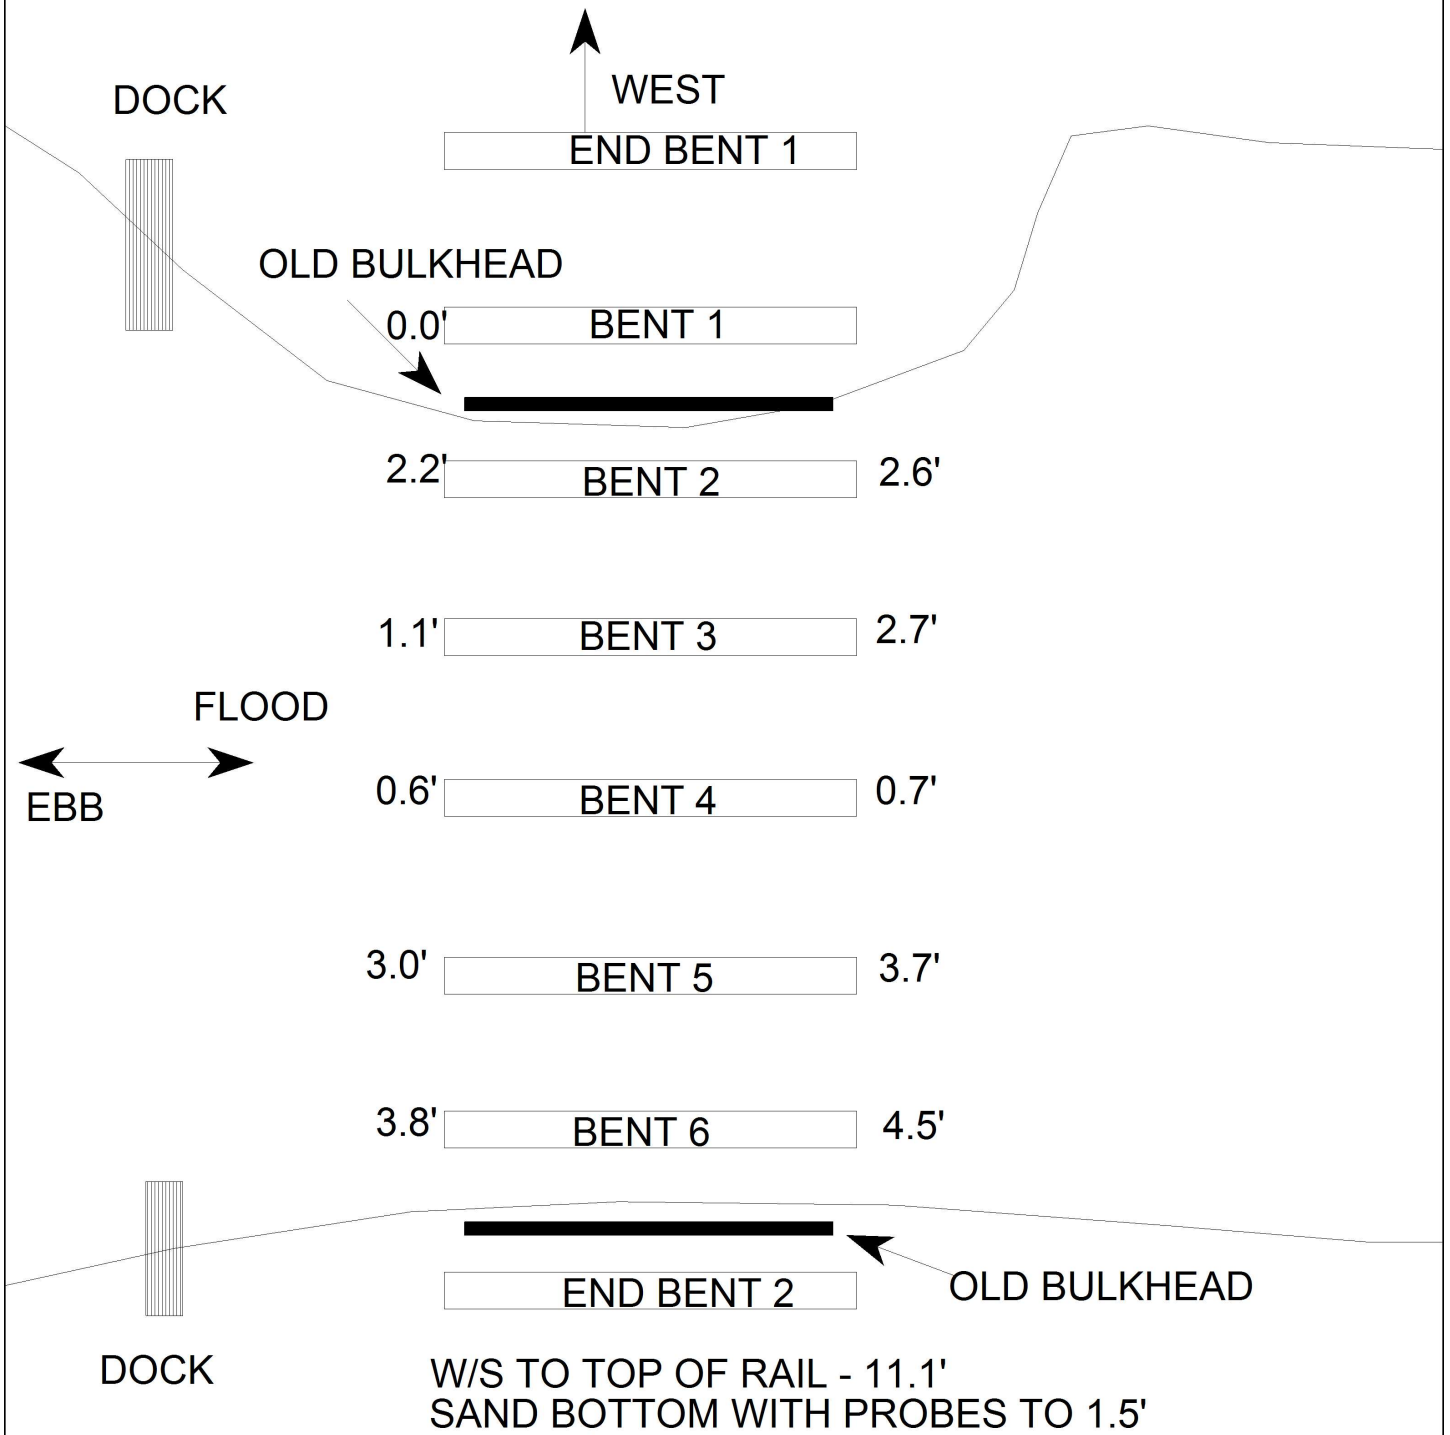 WEST
DOCK
END BENT 1
OLD BULKHEAD
0.0' BENT 1
2.2' BENT 2 2.6'
1.1' BENT 3 2.7'
FLOOD
EBB
0.6' BENT 4 0.7'
3.0' BENT 5 3.7'
3.8' BENT 6 4.5'
END BENT 2
OLD BULKHEAD
DOCK
W/S TO TOP OF RAIL - 11.1'
SAND BOTTOM WITH PROBES TO 1.5'